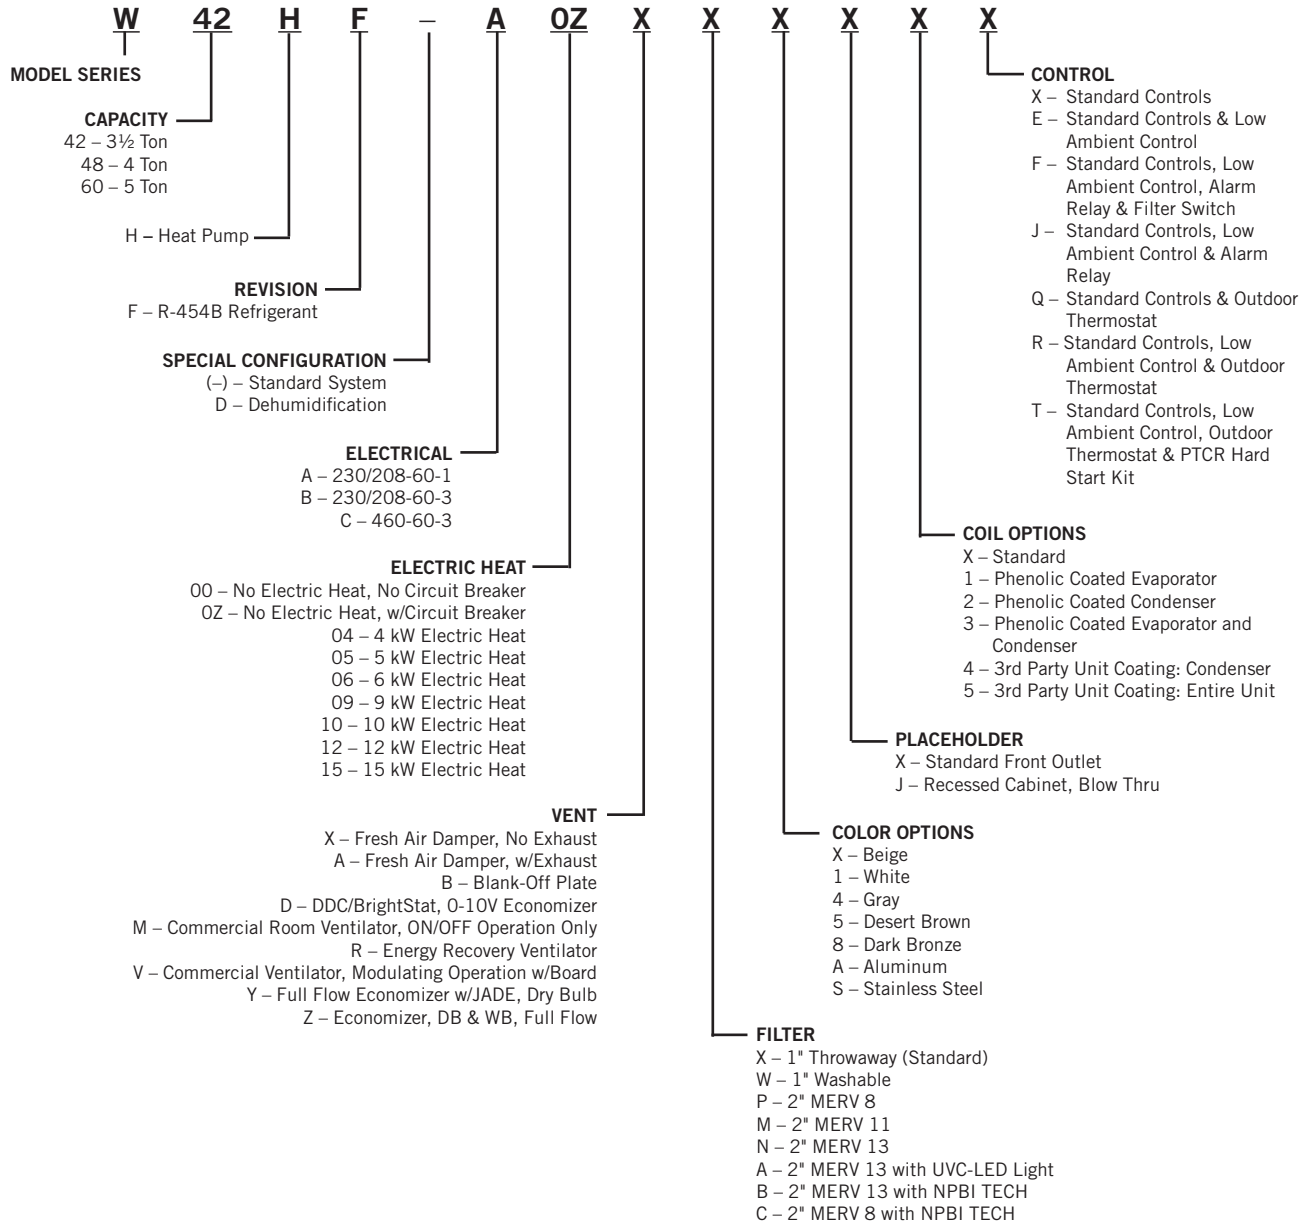 W 42 H F – A 0Z X X X X X X
MODEL SERIES
CAPACITY
42 – 3½ Ton
48 – 4 Ton
60 – 5 Ton
H – Heat Pump
REVISION
F – R-454B Refrigerant
SPECIAL CONFIGURATION
(–) – Standard System
D – Dehumidification
ELECTRICAL
A – 230/208-60-1
B – 230/208-60-3
C – 460-60-3
ELECTRIC HEAT
00 – No Electric Heat, No Circuit Breaker
0Z – No Electric Heat, w/Circuit Breaker
04 – 4 kW Electric Heat
05 – 5 kW Electric Heat
06 – 6 kW Electric Heat
09 – 9 kW Electric Heat
10 – 10 kW Electric Heat
12 – 12 kW Electric Heat
15 – 15 kW Electric Heat
VENT
X – Fresh Air Damper, No Exhaust
A – Fresh Air Damper, w/Exhaust
B – Blank-Off Plate
D – DDC/BrightStat, 0-10V Economizer
M – Commercial Room Ventilator, ON/OFF Operation Only
R – Energy Recovery Ventilator
V – Commercial Ventilator, Modulating Operation w/Board
Y – Full Flow Economizer w/JADE, Dry Bulb
Z – Economizer, DB & WB, Full Flow
FILTER
X – 1" Throwaway (Standard)
W – 1" Washable
P – 2" MERV 8
M – 2" MERV 11
N – 2" MERV 13
A – 2" MERV 13 with UVC-LED Light
B – 2" MERV 13 with NPBI TECH
C – 2" MERV 8 with NPBI TECH
COLOR OPTIONS
X – Beige
1 – White
4 – Gray
5 – Desert Brown
8 – Dark Bronze
A – Aluminum
S – Stainless Steel
PLACEHOLDER
X – Standard Front Outlet
J – Recessed Cabinet, Blow Thru
COIL OPTIONS
X – Standard
1 – Phenolic Coated Evaporator
2 – Phenolic Coated Condenser
3 – Phenolic Coated Evaporator and
Condenser
4 – 3rd Party Unit Coating: Condenser
5 – 3rd Party Unit Coating: Entire Unit
CONTROL
X – Standard Controls
E – Standard Controls & Low
Ambient Control
F – Standard Controls, Low
Ambient Control, Alarm
Relay & Filter Switch
J – Standard Controls, Low
Ambient Control & Alarm
Relay
Q – Standard Controls & Outdoor
Thermostat
R – Standard Controls, Low
Ambient Control & Outdoor
Thermostat
T – Standard Controls, Low
Ambient Control, Outdoor
Thermostat & PTCR Hard
Start Kit